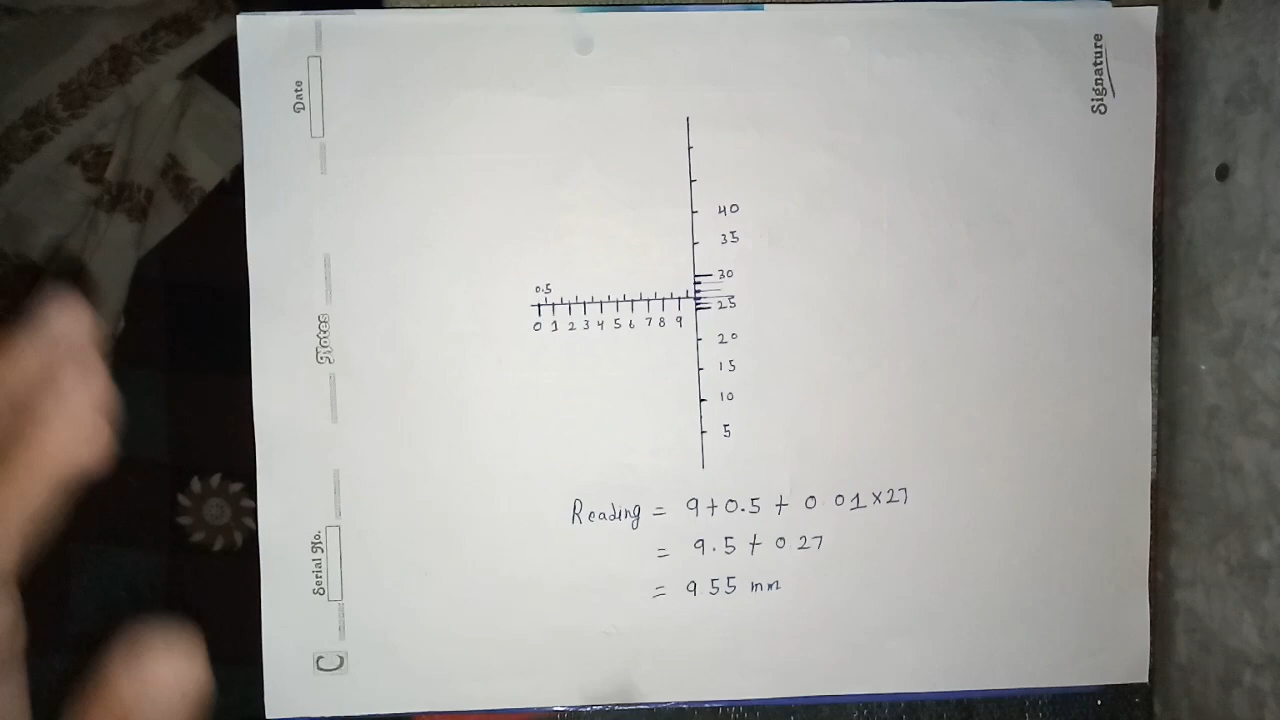 Signature
Date
Notes
Serial No.
C
40
35
30
25
20
15
10
5
0.5
0 1 2 3 4 5 6 7 8 9
Reading = 9+0.5 + 0.01×27
= 9.5 + 0.27
= 9.55 mm